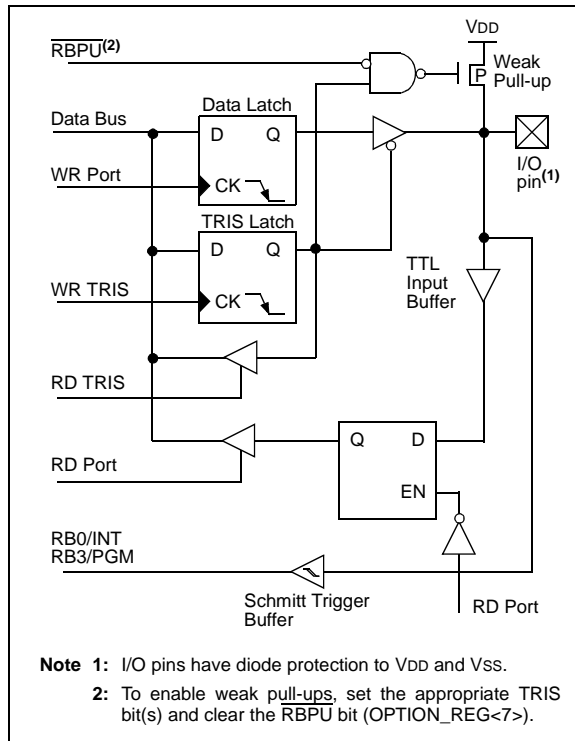 VDD
RBPU(2)
Weak
Pull-up
P
Data Latch
Data Bus
D Q
I/O
pin(1)
WR Port
CK
TRIS Latch
D Q
TTL
Input
Buffer
WR TRIS
CK
RD TRIS
Q D
RD Port
EN
RB0/INT
RB3/PGM
Schmitt Trigger
Buffer
RD Port
Note 1: I/O pins have diode protection to VDD and VSS.
2: To enable weak pull-ups, set the appropriate TRIS
bit(s) and clear the RBPU bit (OPTION_REG<7>).